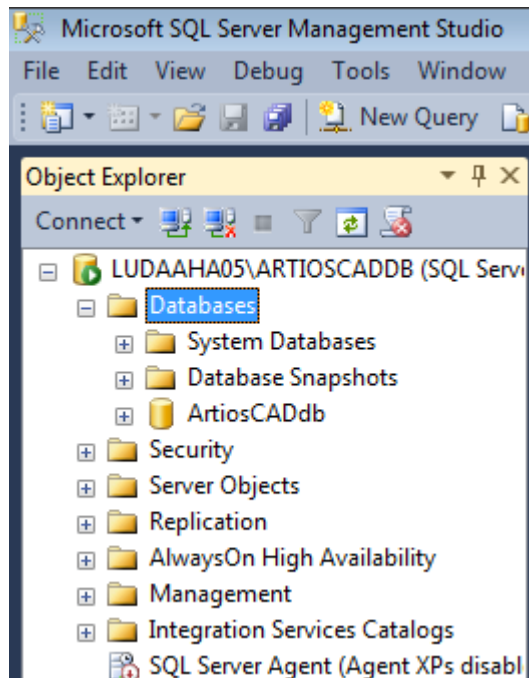 Microsoft SQL Server Management Studio
File Edit View Debug Tools Window
New Query
Object Explorer
Connect
LUDAAHA05\ARTIOSCADDB (SQL Serv
Databases
System Databases
Database Snapshots
ArtiosCADdb
Security
Server Objects
Replication
AlwaysOn High Availability
Management
Integration Services Catalogs
SQL Server Agent (Agent XPs disabl